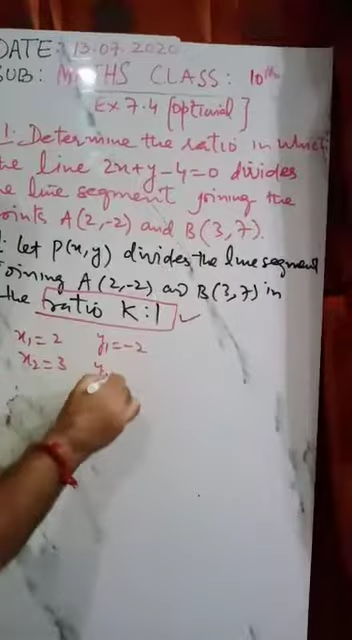 DATE: 13.07.2020
SUB: MATHS CLASS: 10th
Ex 7.4 [optional]
1. Determine the ratio in which
the line 2x+y-4=0 divides
the line segment joining the
points A(2,-2) and B(3,7).
: Let P(x,y) divides the line segment
joining A(2,-2) and B(3,7) in
the ratio K:1 ✓
x₁=2 y₁=-2
x₂=3 y